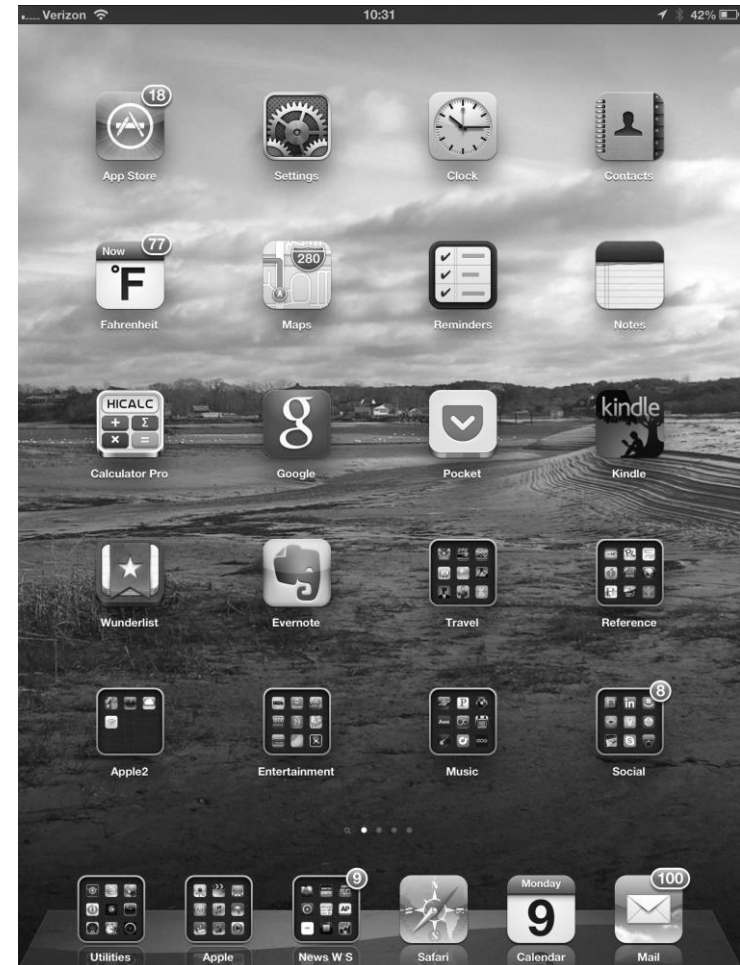 Verizon 10:31 42%
18
App Store Settings Clock Contacts
Now 77
°F 280
Fahrenheit Maps Reminders Notes
HICALC g kindle
+ Σ
× =
Calculator Pro Google Pocket Kindle
Wunderlist Evernote Travel Reference
8
P in
S
Apple2 Entertainment Music Social
9 100
Monday
AP 9
Utilities Apple News W S Safari Calendar Mail